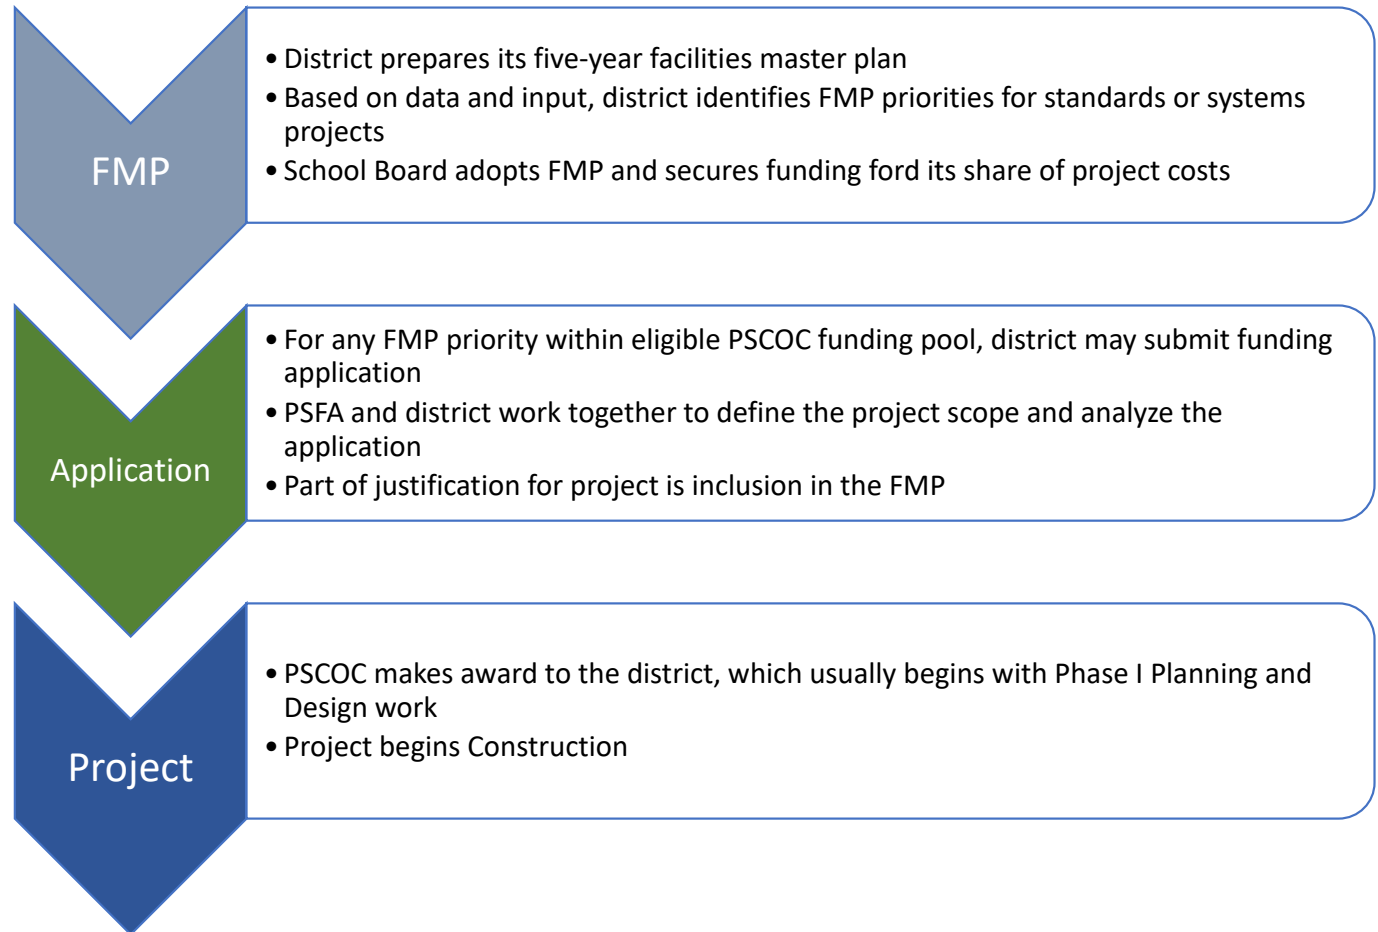 FMP
• District prepares its five-year facilities master plan
• Based on data and input, district identifies FMP priorities for standards or systems
projects
• School Board adopts FMP and secures funding ford its share of project costs
Application
• For any FMP priority within eligible PSCOC funding pool, district may submit funding
application
• PSFA and district work together to define the project scope and analyze the
application
• Part of justification for project is inclusion in the FMP
Project
• PSCOC makes award to the district, which usually begins with Phase I Planning and
Design work
• Project begins Construction